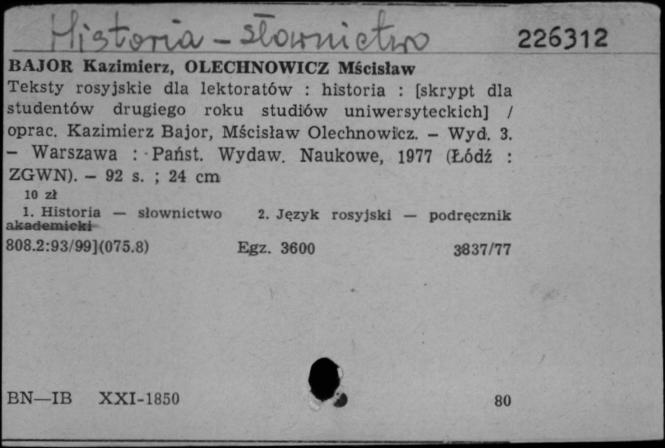 Historia - słownictwo 226312
BAJOR Kazimierz, OLECHNOWICZ Mścisław
Teksty rosyjskie dla lektoratów : historia : [skrypt dla
studentów drugiego roku studiów uniwersyteckich] /
oprac. Kazimierz Bajor, Mścisław Olechnowicz. — Wyd. 3.
— Warszawa : Państ. Wydaw. Naukowe, 1977 (Łódź :
ZGWN). — 92 s. ; 24 cm
10 zł
1. Historia — słownictwo 2. Język rosyjski — podręcznik
akademicki
808.2:93/99](075.8) Egz. 3600 3837/77
BN—IB XXI-1850 80